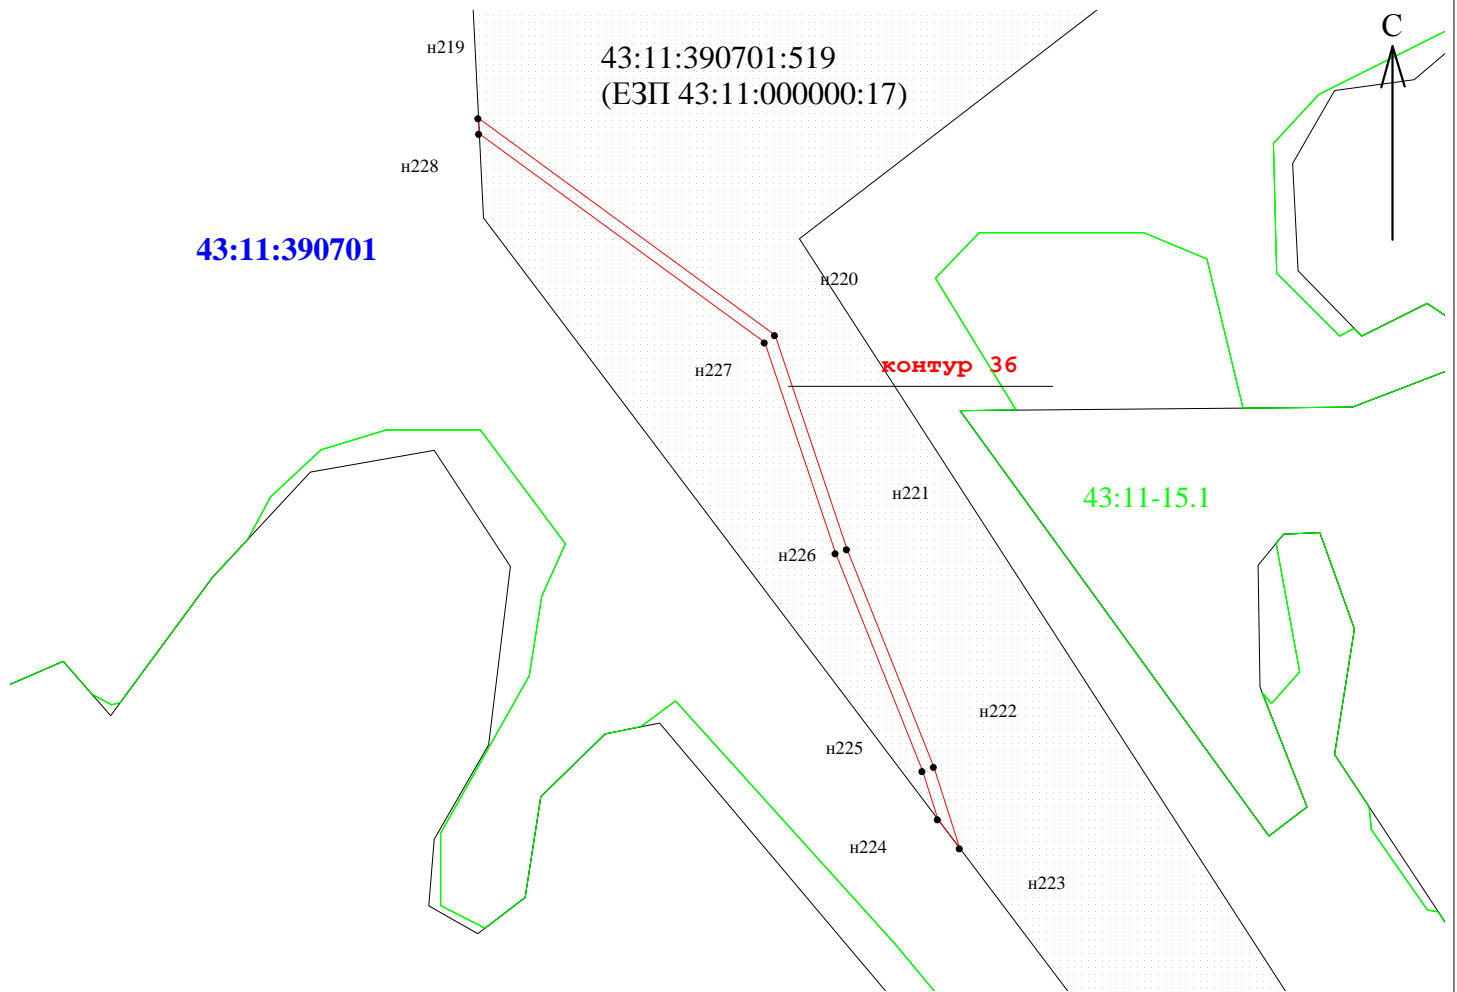 С
н219
43:11:390701:519
(ЕЗП 43:11:000000:17)
н228
43:11:390701
н220
контур 36
н227
н221
43:11-15.1
н226
н222
н225
н224
н223